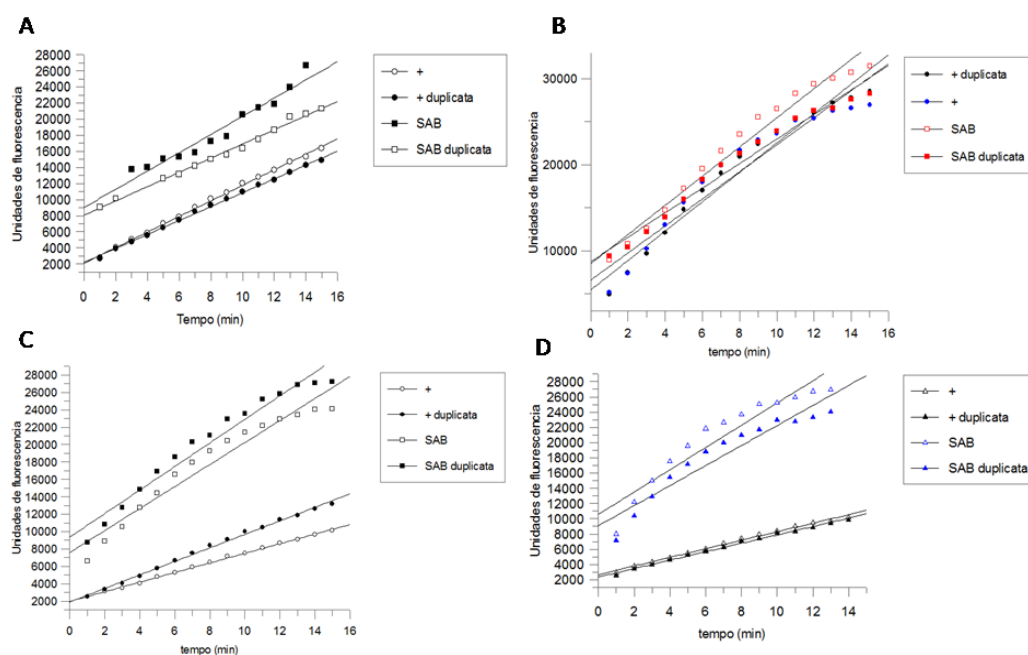 A
Unidades de fluorescencia
28000
26000
24000
22000
20000
18000
16000
14000
12000
10000
8000
6000
4000
2000
0 2 4 6 8 10 12 14 16
Tempo (min)
+
+ duplicata
SAB
SAB duplicata
B
Unidades de fluorescencia
30000
20000
10000
0 2 4 6 8 10 12 14 16
tempo (min)
+ duplicata
+
SAB
SAB duplicata
C
Unidades de fluorescencia
28000
26000
24000
22000
20000
18000
16000
14000
12000
10000
8000
6000
4000
2000
0 2 4 6 8 10 12 14 16
tempo (min)
+
+ duplicata
SAB
SAB duplicata
D
Unidades de fluorescencia
28000
26000
24000
22000
20000
18000
16000
14000
12000
10000
8000
6000
4000
2000
0 2 4 6 8 10 12 14
tempo (min)
+
+ duplicata
SAB
SAB duplicata